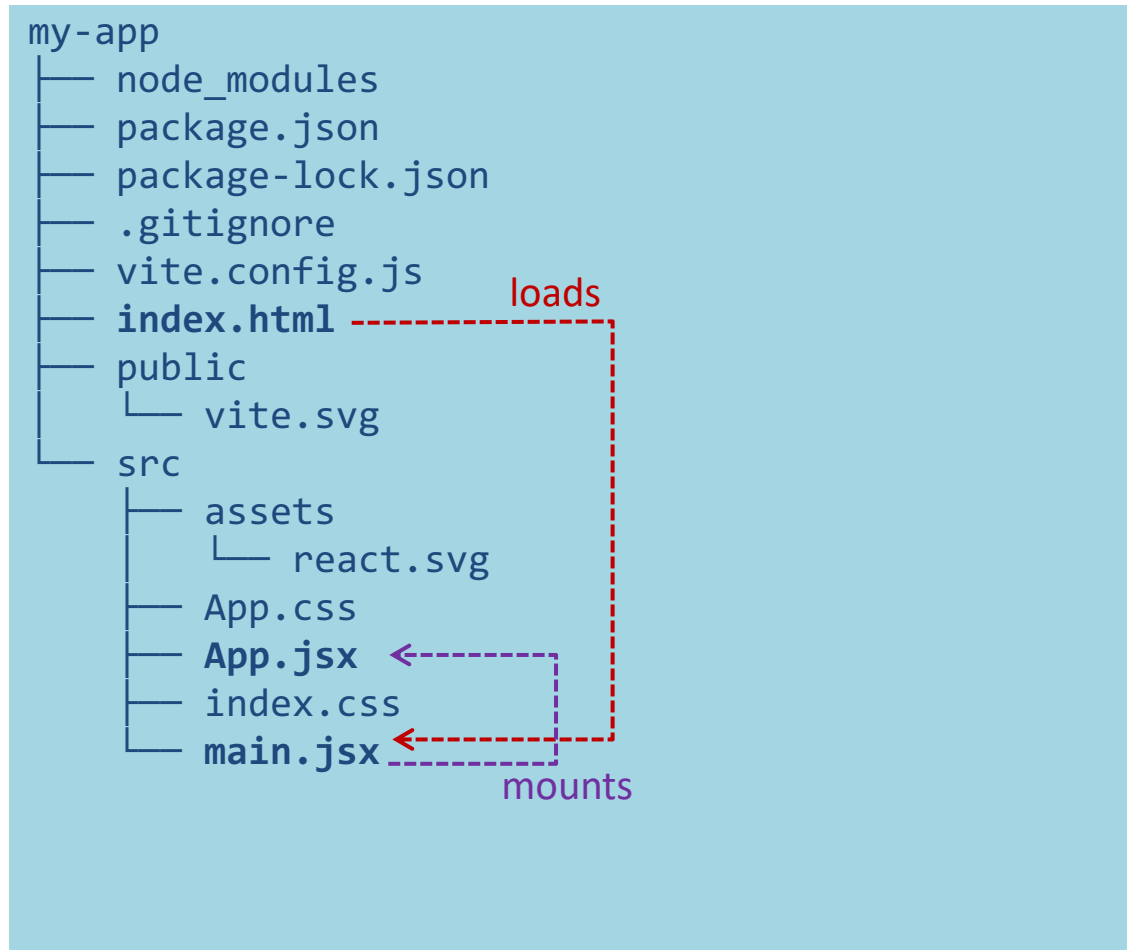 my-app
├── node_modules
├── package.json
├── package-lock.json
├── .gitignore
├── vite.config.js
loads
├── index.html
├── public
│   └── vite.svg
└── src
    ├── assets
    │   └── react.svg
    ├── App.css
    ├── App.jsx
    ├── index.css
    └── main.jsx
mounts